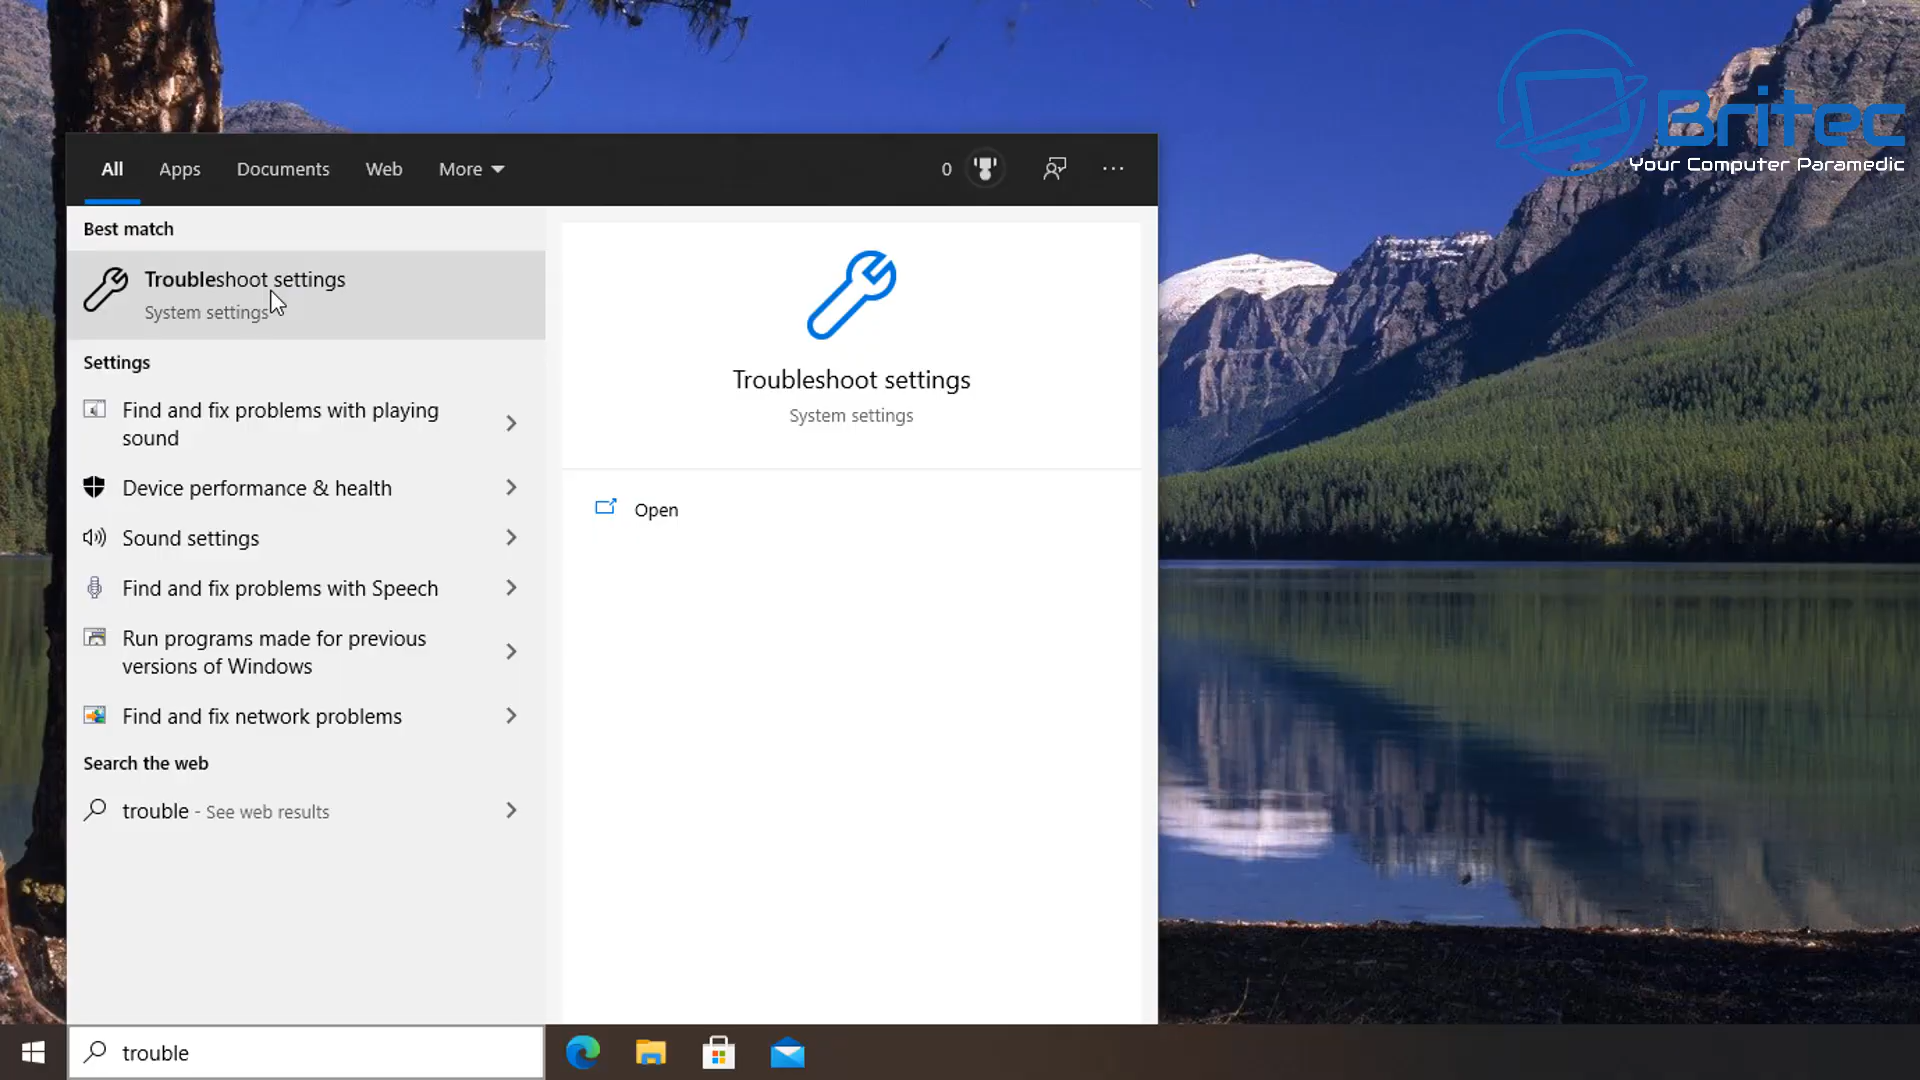 Britec
Your Computer Paramedic
All Apps Documents Web More 0
Best match
Troubleshoot settings
System settings
Settings
Find and fix problems with playing
sound
Device performance & health
Sound settings
Find and fix problems with Speech
Run programs made for previous
versions of Windows
Find and fix network problems
Search the web
trouble - See web results
Troubleshoot settings
System settings
Open
trouble